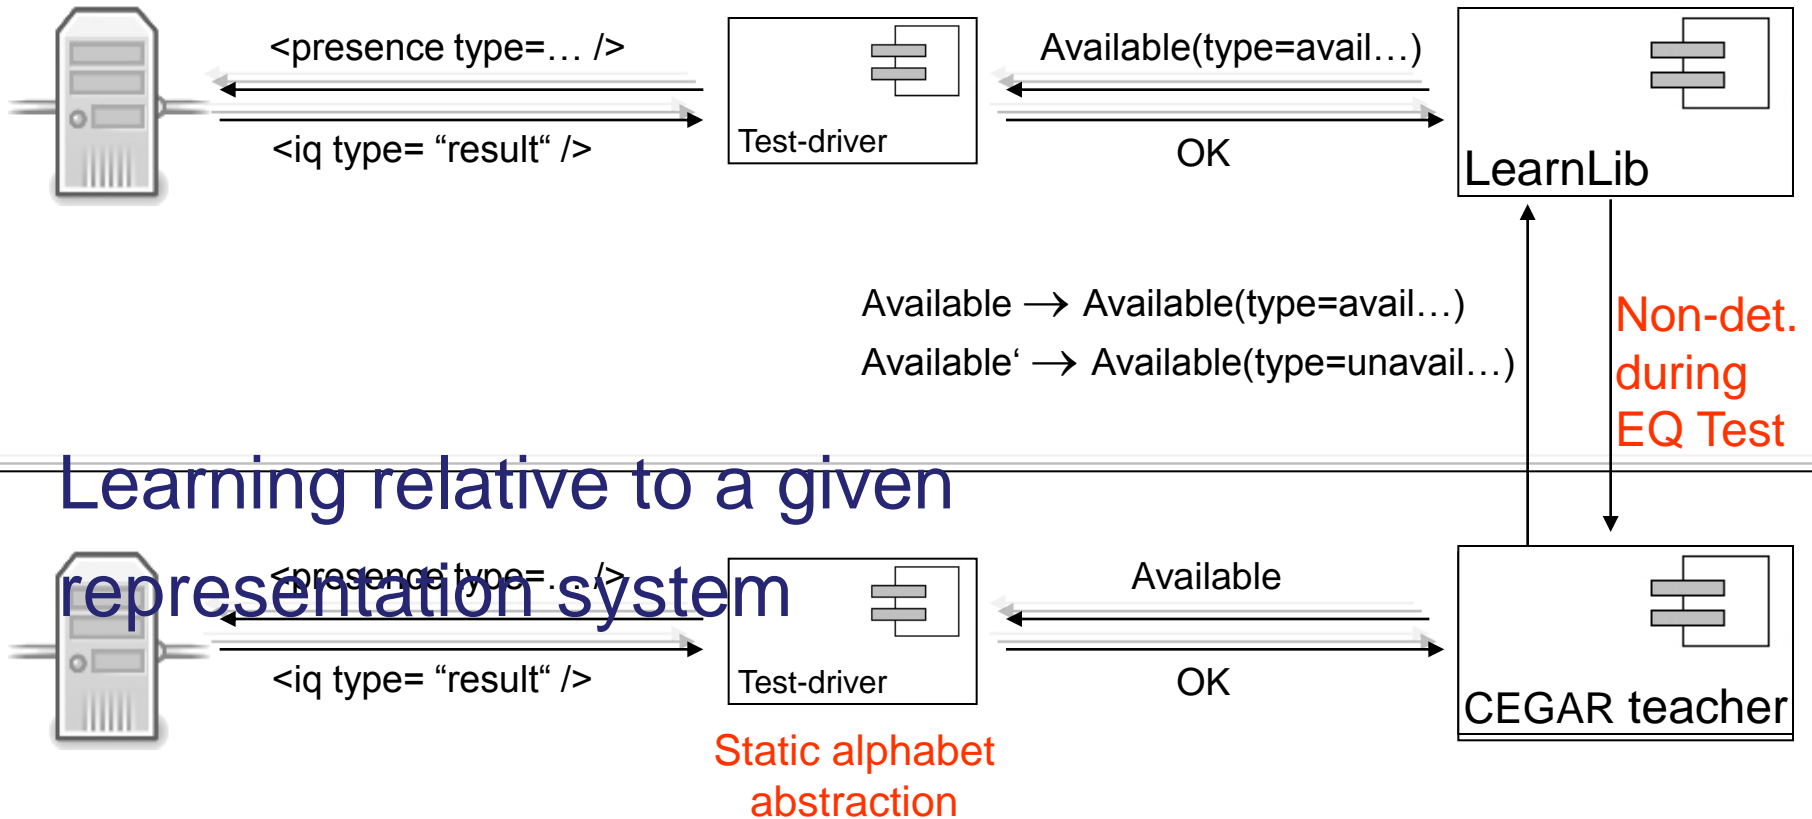 <presence type=… />
Available(type=avail…)
<iq type= “result“ />
Test-driver
OK
LearnLib
Available → Available(type=avail…)
Available‘ → Available(type=unavail…)
Non-det.
during
EQ Test
Learning relative to a given
representation system
<presence type=… />
Available
<iq type= “result“ />
Test-driver
OK
CEGAR teacher
Static alphabet
abstraction